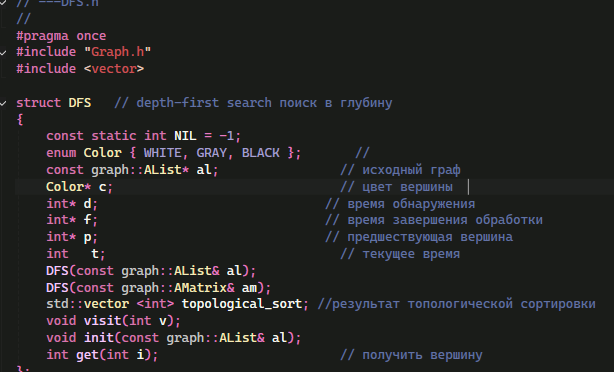 // ---DFS.h
//
#pragma once
#include "Graph.h"
#include <vector>
struct DFS // depth-first search поиск в глубину
{
const static int NIL = -1;
enum Color { WHITE, GRAY, BLACK }; //
const graph::AList* al; // исходный граф
Color* c; // цвет вершины
int* d; // время обнаружения
int* f; // время завершения обработки
int* p; // предшествующая вершина
int t; // текущее время
DFS(const graph::AList& al);
DFS(const graph::AMatrix& am);
std::vector <int> topological_sort; //результат топологической сортировки
void visit(int v);
void init(const graph::AList& al);
int get(int i); // получить вершину
};